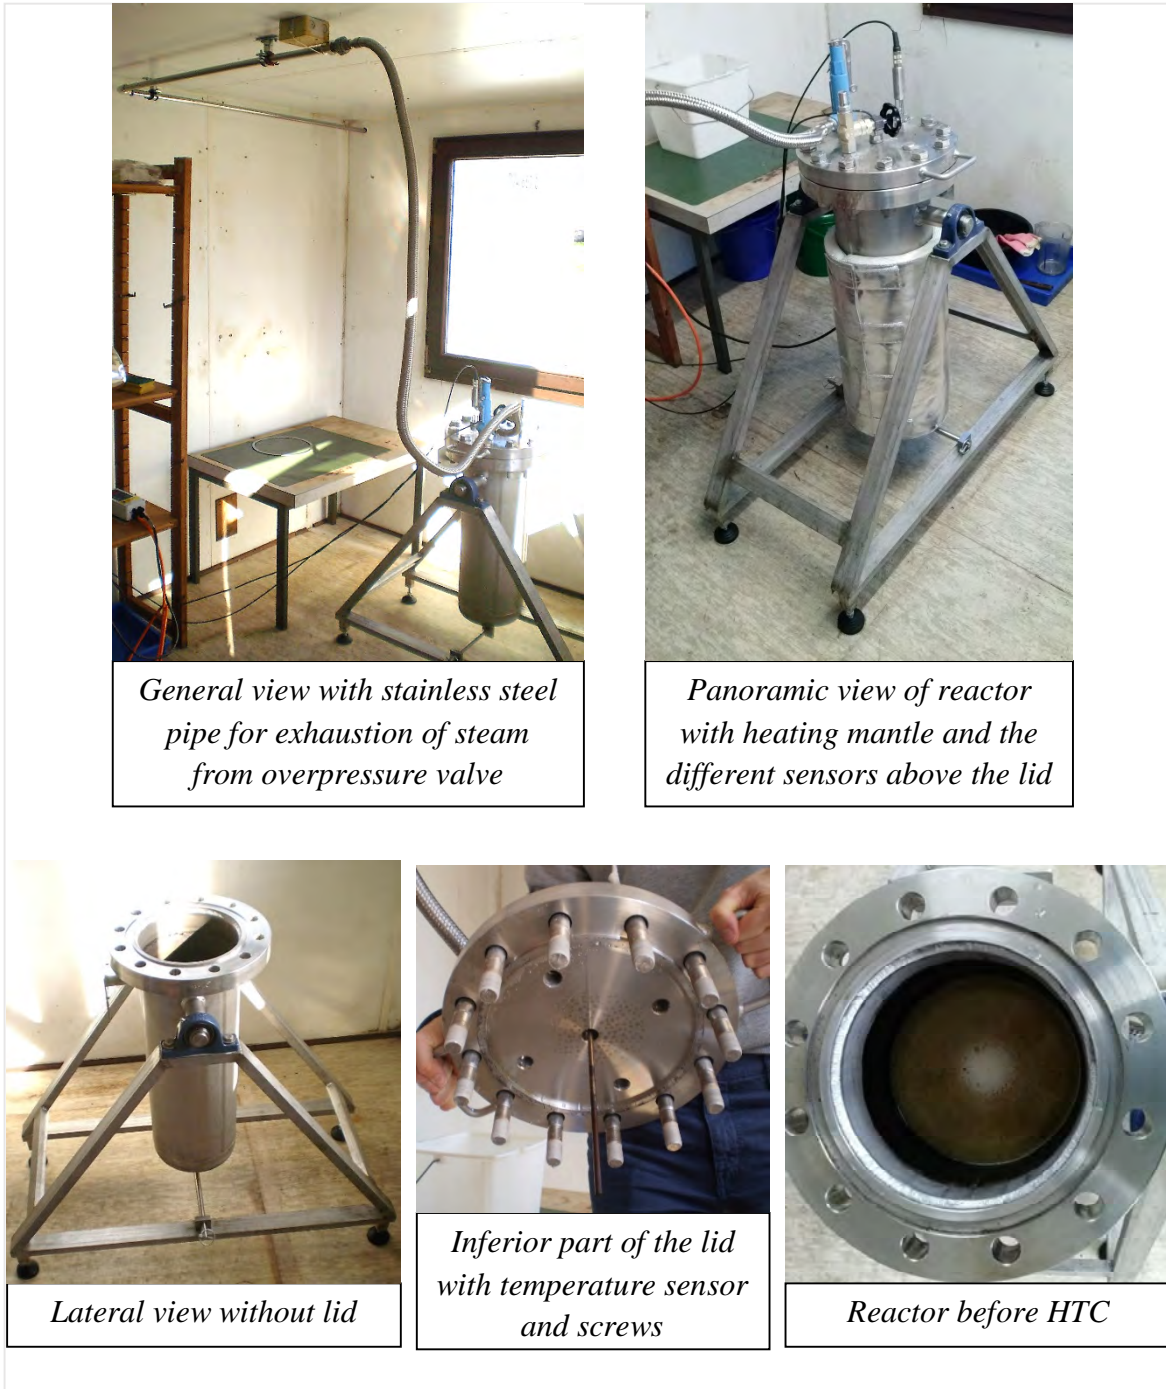 General view with stainless steel
pipe for exhaustion of steam
from overpressure valve
Panoramic view of reactor
with heating mantle and the
different sensors above the lid
Lateral view without lid
Inferior part of the lid
with temperature sensor
and screws
Reactor before HTC